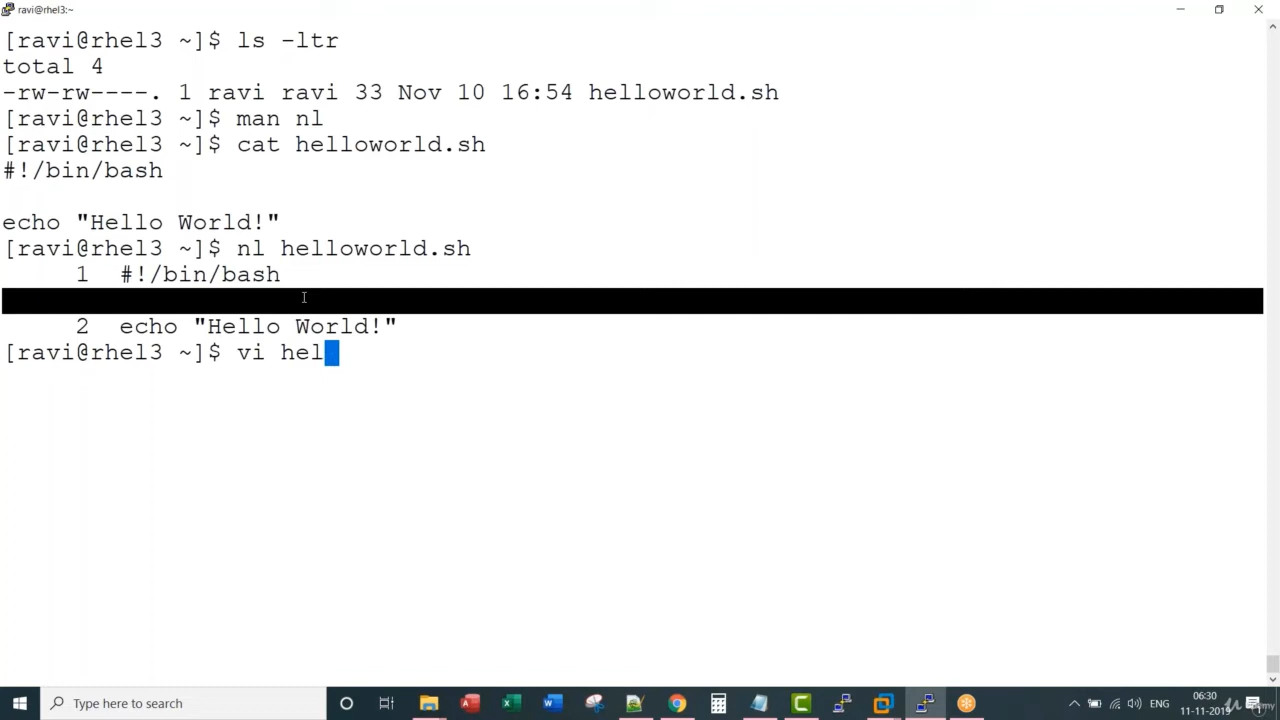 ravi@rhel3:~
[ravi@rhel3 ~]$ ls -ltr
total 4
-rw-rw----. 1 ravi ravi 33 Nov 10 16:54 helloworld.sh
[ravi@rhel3 ~]$ man nl
[ravi@rhel3 ~]$ cat helloworld.sh
#!/bin/bash
echo "Hello World!"
[ravi@rhel3 ~]$ nl helloworld.sh
1 #!/bin/bash
2 echo "Hello World!"
[ravi@rhel3 ~]$ vi hel
Type here to search
ENG
06:30
11-11-2019